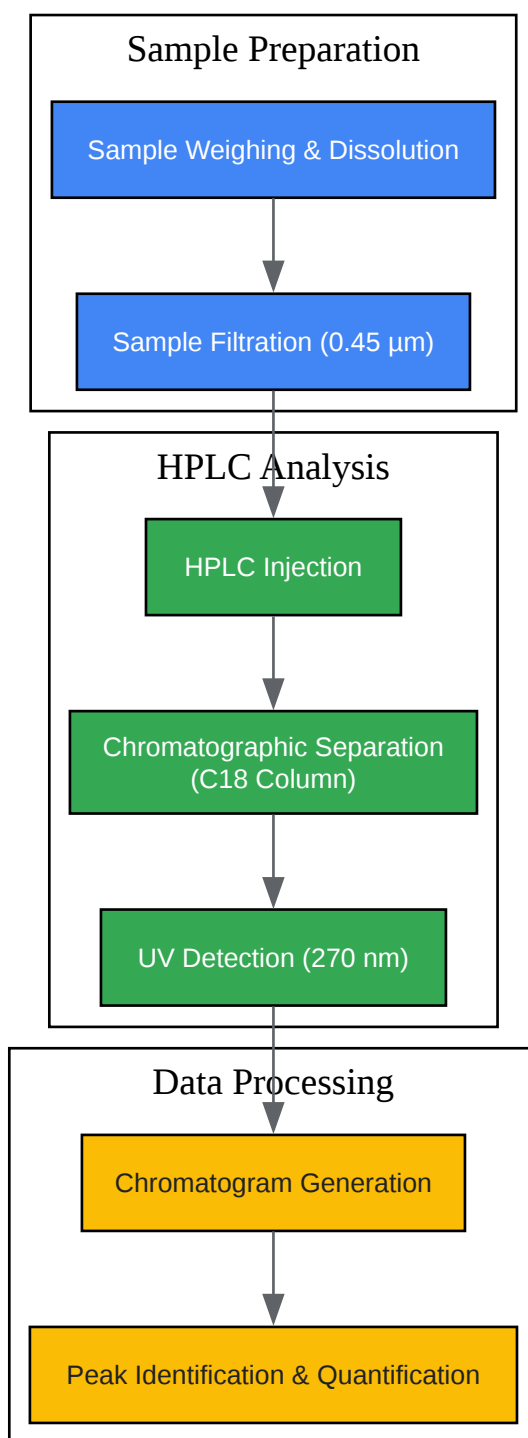 Sample Preparation
Sample Weighing & Dissolution
Sample Filtration (0.45 µm)
HPLC Analysis
HPLC Injection
Chromatographic Separation
(C18 Column)
UV Detection (270 nm)
Data Processing
Chromatogram Generation
Peak Identification & Quantification